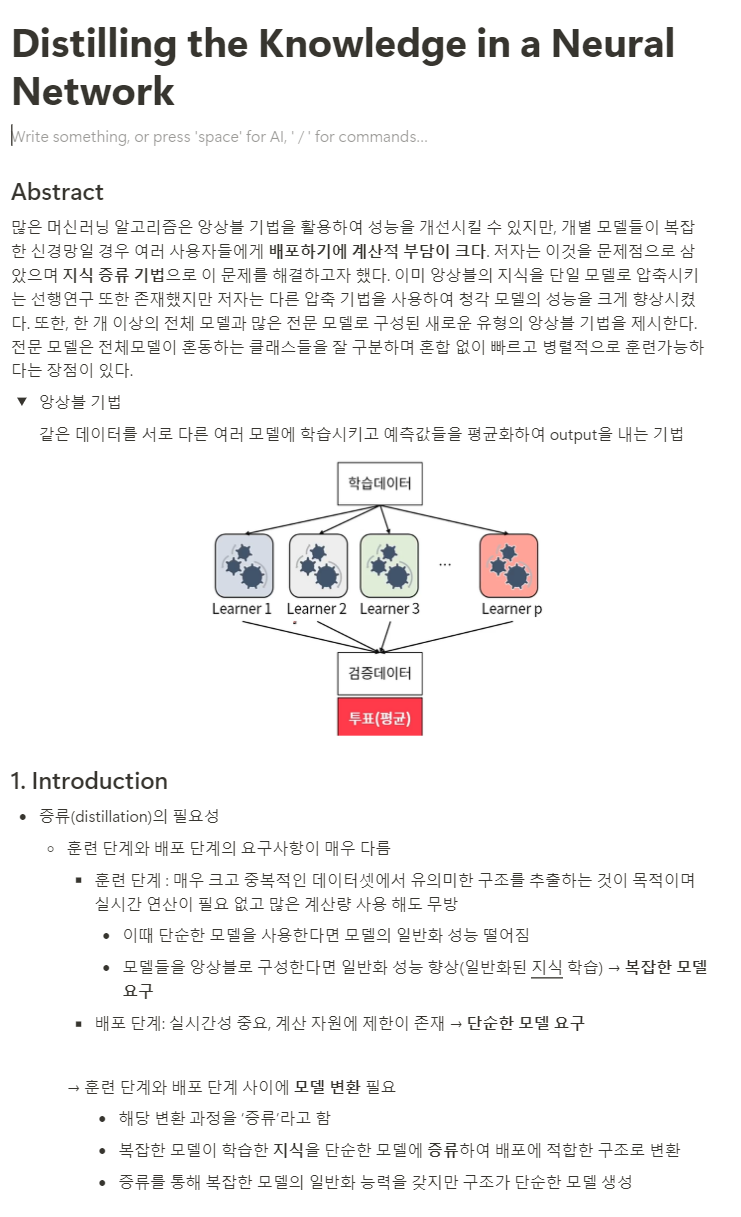 Distilling the Knowledge in a Neural
Network
Write something, or press 'space' for AI, ' / ' for commands...
Abstract
많은 머신러닝 알고리즘은 앙상블 기법을 활용하여 성능을 개선시킬 수 있지만, 개별 모델들이 복잡
한 신경망일 경우 여러 사용자들에게 배포하기에 계산적 부담이 크다. 저자는 이것을 문제점으로 삼
았으며 지식 증류 기법으로 이 문제를 해결하고자 했다. 이미 앙상블의 지식을 단일 모델로 압축시키
는 선행연구 또한 존재했지만 저자는 다른 압축 기법을 사용하여 청각 모델의 성능을 크게 향상시켰
다. 또한, 한 개 이상의 전체 모델과 많은 전문 모델로 구성된 새로운 유형의 앙상블 기법을 제시한다.
전문 모델은 전체모델이 혼동하는 클래스들을 잘 구분하며 혼합 없이 빠르고 병렬적으로 훈련가능하
다는 장점이 있다.
▼ 앙상블 기법
같은 데이터를 서로 다른 여러 모델에 학습시키고 예측값들을 평균화하여 output을 내는 기법
학습데이터
...
Learner 1 Learner 2 Learner 3 Learner p
검증데이터
투표(평균)
1. Introduction
• 증류(distillation)의 필요성
◦ 훈련 단계와 배포 단계의 요구사항이 매우 다름
▪ 훈련 단계 : 매우 크고 중복적인 데이터셋에서 유의미한 구조를 추출하는 것이 목적이며
실시간 연산이 필요 없고 많은 계산량 사용 해도 무방
• 이때 단순한 모델을 사용한다면 모델의 일반화 성능 떨어짐
• 모델들을 앙상블로 구성한다면 일반화 성능 향상(일반화된 지식 학습) → 복잡한 모델
요구
▪ 배포 단계: 실시간성 중요, 계산 자원에 제한이 존재 → 단순한 모델 요구
→ 훈련 단계와 배포 단계 사이에 모델 변환 필요
• 해당 변환 과정을 ‘증류’라고 함
• 복잡한 모델이 학습한 지식을 단순한 모델에 증류하여 배포에 적합한 구조로 변환
• 증류를 통해 복잡한 모델의 일반화 능력을 갖지만 구조가 단순한 모델 생성